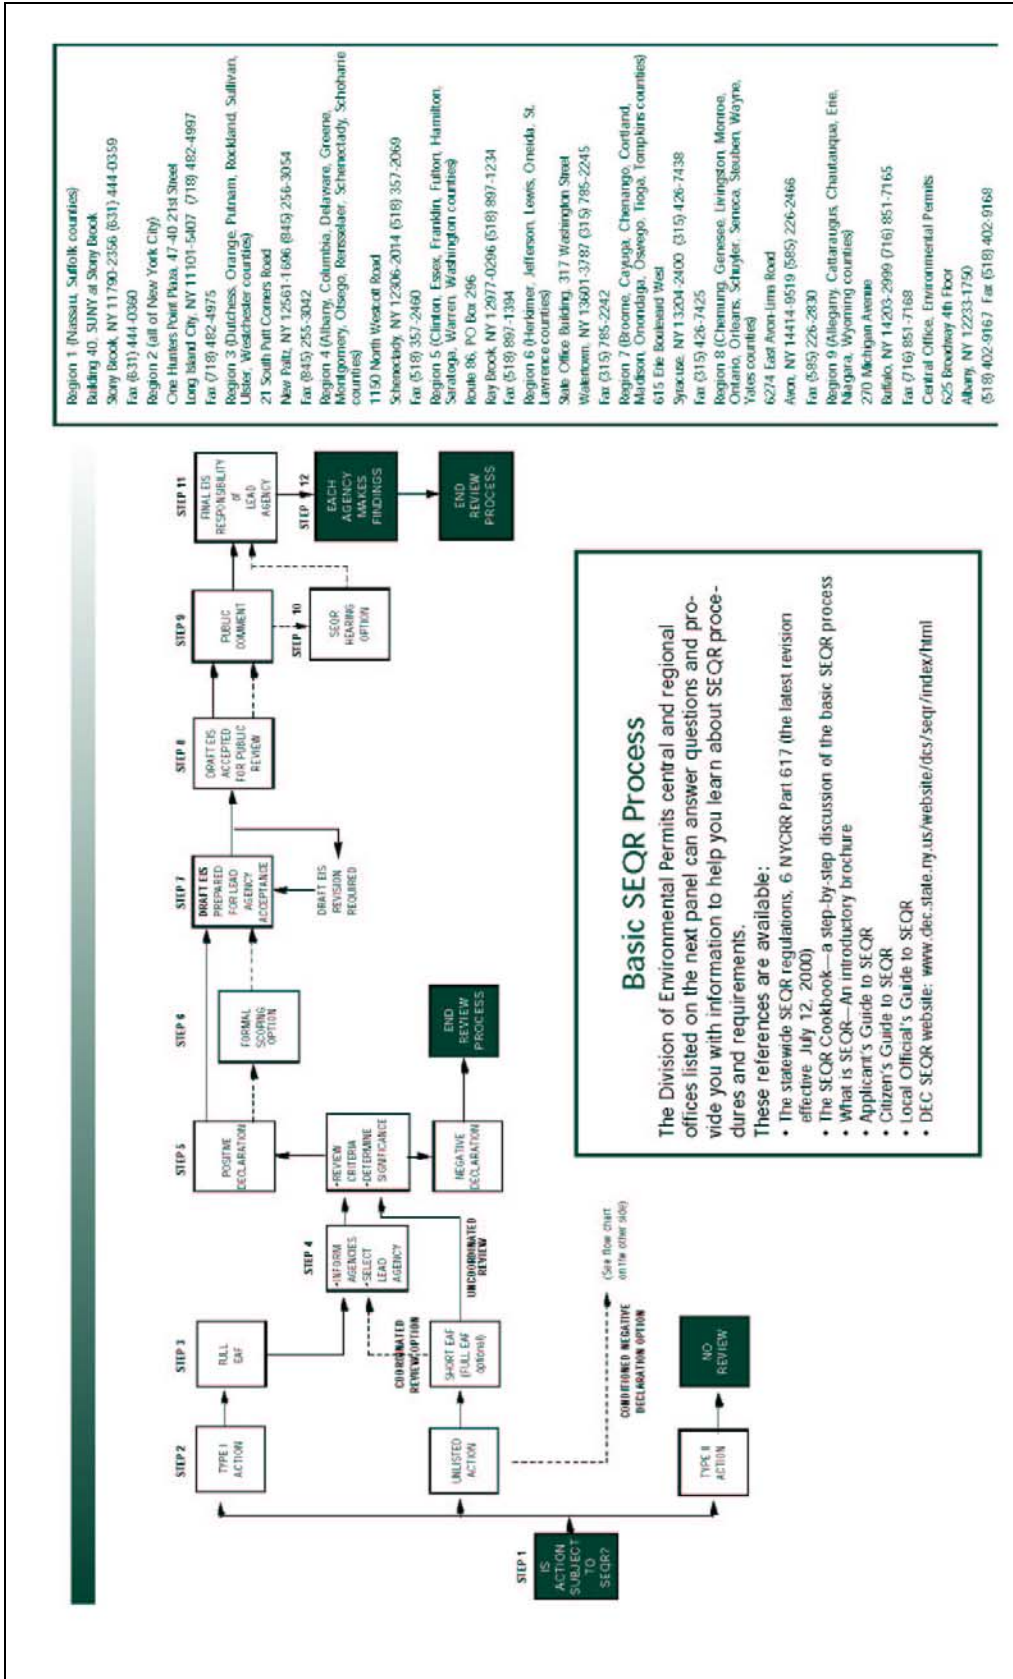 STEP 1
IS
ACTION
SUBJECT
TO
SEQR?
STEP 2
TYPE I
ACTION
UNLISTED
ACTION
TYPE II
ACTION
STEP 3
FULL
EAF
COORDINATED
REVIEW OPTION
SHORT EAF
(FULL EAF
optional)
UNCOORDINATED
REVIEW
CONDITIONED NEGATIVE
DECLARATION OPTION
(See flow chart
on the other side)
NO
REVIEW
STEP 4
•INFORM
AGENCIES
•SELECT
LEAD
AGENCY
STEP 5
POSITIVE
DECLARATION
•REVIEW
CRITERIA
•DETERMINE
SIGNIFICANCE
NEGATIVE
DECLARATION
END
REVIEW
PROCESS
STEP 6
FORMAL
SCOPING
OPTION
STEP 7
DRAFT EIS
PREPARED
FOR LEAD
AGENCY
ACCEPTANCE
DRAFT EIS
REVISION
REQUIRED
STEP 8
DRAFT EIS
ACCEPTED
FOR PUBLIC
REVIEW
STEP 9
PUBLIC
COMMENT
STEP 10
SEQR
HEARING
OPTION
STEP 11
FINAL EIS
RESPONSIBILITY
of
LEAD
AGENCY
STEP 12
EACH
AGENCY
MAKES
FINDINGS
END
REVIEW
PROCESS
Basic SEQR Process
The Division of Environmental Permits central and regional
offices listed on the next panel can answer questions and pro-
vide you with information to help you learn about SEQR proce-
dures and requirements.
These references are available:
• The statewide SEQR regulations, 6 NYCRR Part 617 (the latest revision
effective July 12, 2000)
• The SEQR Cookbook—a step-by-step discussion of the basic SEQR process
• What is SEQR—An introductory brochure
• Applicant's Guide to SEQR
• Citizen's Guide to SEQR
• Local Official's Guide to SEQR
• DEC SEQR website: www.dec.state.ny.us/website/dcs/seqr/index/html
Region 1 (Nassau, Suffolk counties)
Building 40, SUNY at Stony Brook
Stony Brook, NY 11790-2356 (631) 444-0359
Fax (631) 444-0360
Region 2 (all of New York City)
One Hunters Point Plaza, 47-40 21st Street
Long Island City, NY 11101-5407 (718) 482-4997
Fax (718) 482-4975
Region 3 (Dutchess, Orange, Putnam, Rockland, Sullivan,
Ulster, Westchester counties)
21 South Putt Corners Road
New Paltz, NY 12561-1696 (845) 256-3054
Fax (845) 255-3042
Region 4 (Albany, Columbia, Delaware, Greene,
Montgomery, Otsego, Rensselaer, Schenectady, Schoharie
counties)
1150 North Westcott Road
Schenectady, NY 12306-2014 (518) 357-2069
Fax (518) 357-2460
Region 5 (Clinton, Essex, Franklin, Fulton, Hamilton,
Saratoga, Warren, Washington counties)
Route 86, PO Box 296
Ray Brook, NY 12977-0296 (518) 897-1234
Fax (518) 897-1394
Region 6 (Herkimer, Jefferson, Lewis, Oneida, St.
Lawrence counties)
State Office Building, 317 Washington Street
Watertown, NY 13601-3787 (315) 785-2245
Fax (315) 785-2242
Region 7 (Broome, Cayuga, Chenango, Cortland,
Madison, Onondaga, Oswego, Tioga, Tompkins counties)
615 Erie Boulevard West
Syracuse, NY 13204-2400 (315) 426-7438
Fax (315) 426-7425
Region 8 (Chemung, Genesee, Livingston, Monroe,
Ontario, Orleans, Schuyler, Seneca, Steuben, Wayne,
Yates counties)
6274 East Avon-Lima Road
Avon, NY 14414-9519 (585) 226-2466
Fax (585) 226-2830
Region 9 (Allegany, Cattaraugus, Chautauqua, Erie,
Niagara, Wyoming counties)
270 Michigan Avenue
Buffalo, NY 14203-2999 (716) 851-7165
Fax (716) 851-7168
Central Office, Environmental Permits
625 Broadway 4th Floor
Albany, NY 12233-1750
(518) 402-9167 Fax (518) 402-9168